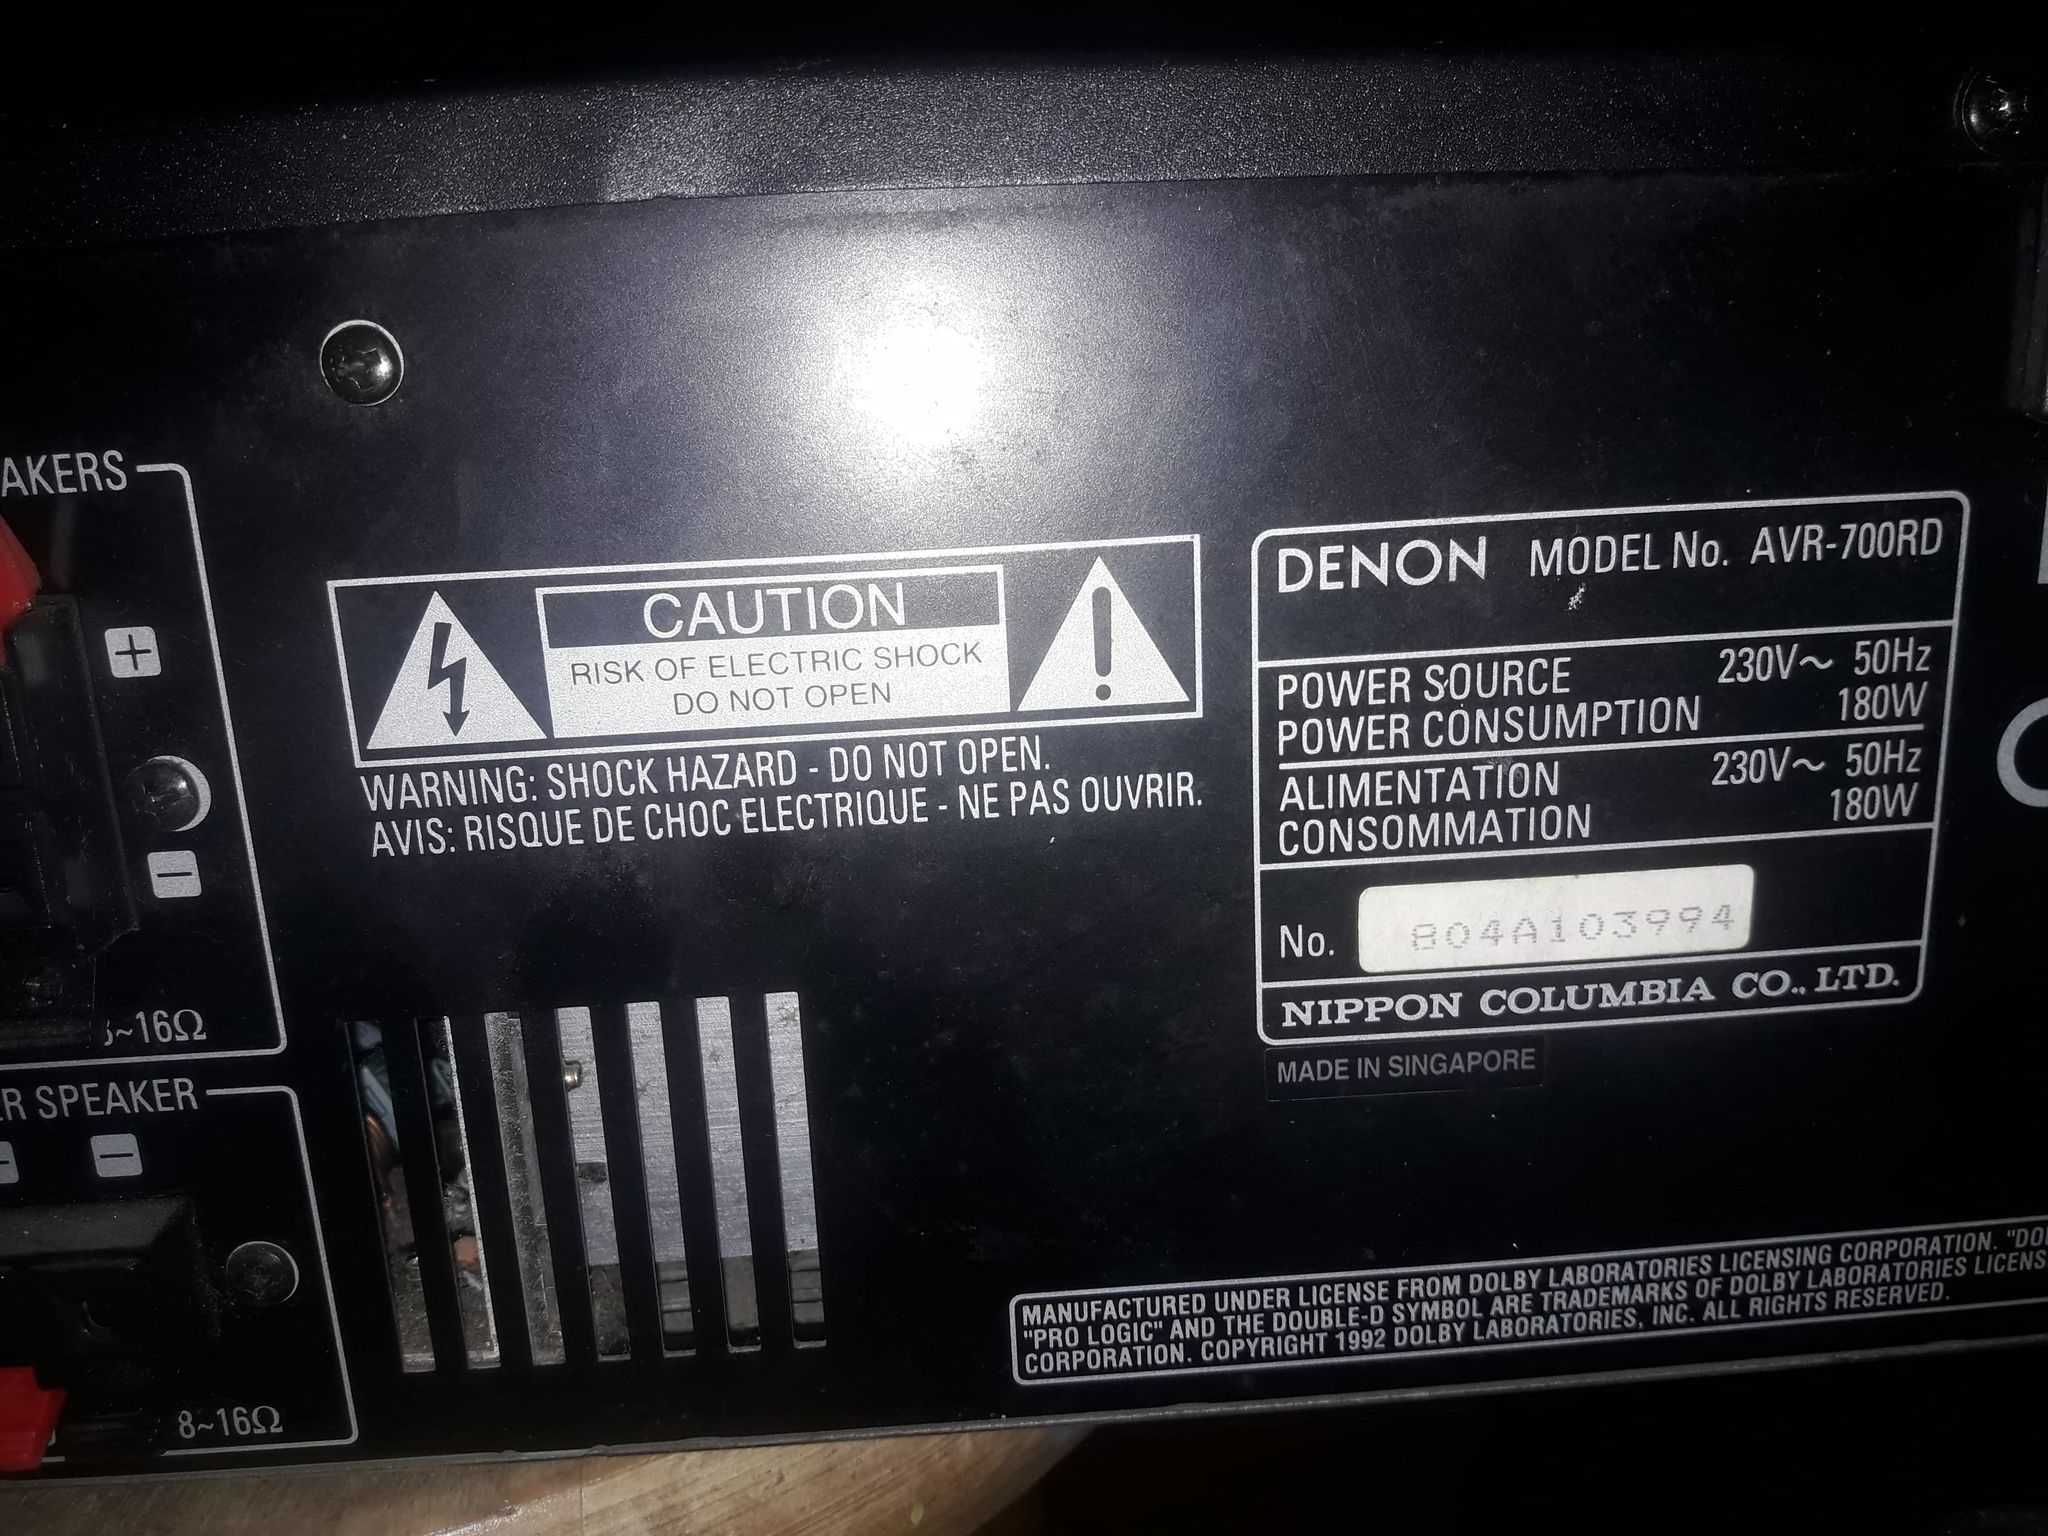 AKERS
+
−
~16Ω
R SPEAKER
−
8~16Ω
CAUTION
RISK OF ELECTRIC SHOCK
DO NOT OPEN
WARNING: SHOCK HAZARD - DO NOT OPEN.
AVIS: RISQUE DE CHOC ELECTRIQUE - NE PAS OUVRIR.
DENON MODEL No. AVR-700RD
POWER SOURCE 230V~ 50Hz
POWER CONSUMPTION 180W
ALIMENTATION 230V~ 50Hz
CONSOMMATION 180W
No. 804A103994
NIPPON COLUMBIA CO., LTD.
MADE IN SINGAPORE
MANUFACTURED UNDER LICENSE FROM DOLBY LABORATORIES LICENSING CORPORATION. "DO
"PRO LOGIC" AND THE DOUBLE-D SYMBOL ARE TRADEMARKS OF DOLBY LABORATORIES LICENS
CORPORATION. COPYRIGHT 1992 DOLBY LABORATORIES, INC. ALL RIGHTS RESERVED.